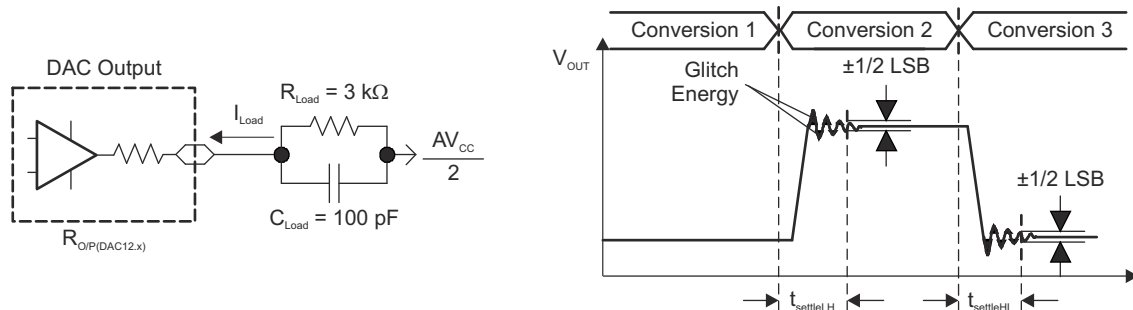 DAC Output
R_Load = 3 kΩ
I_Load
AV_CC
2
C_Load = 100 pF
R_O/P(DAC12.x)
Conversion 1
Conversion 2
Conversion 3
V_OUT
Glitch
Energy
±1/2 LSB
±1/2 LSB
t_settleLH
t_settleHL